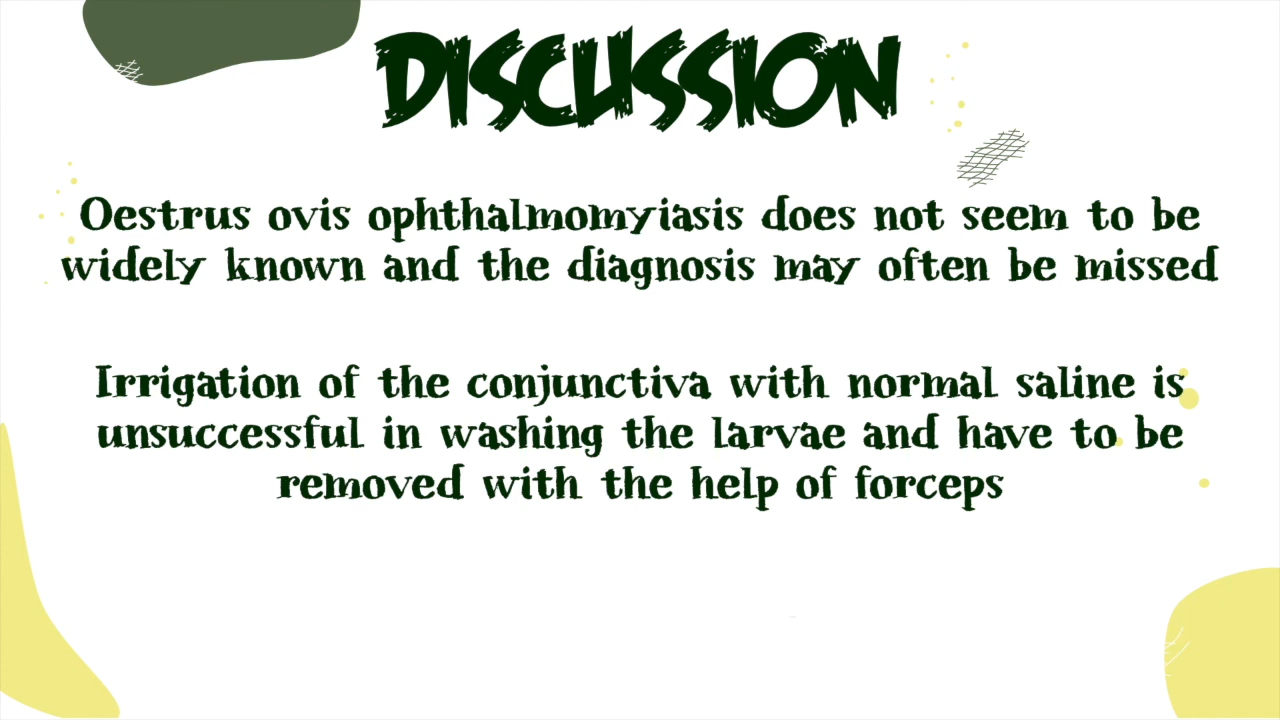 DISCUSSION
Oestrus ovis ophthalmomyiasis does not seem to be
widely known and the diagnosis may often be missed
Irrigation of the conjunctiva with normal saline is
unsuccessful in washing the larvae and have to be
removed with the help of forceps